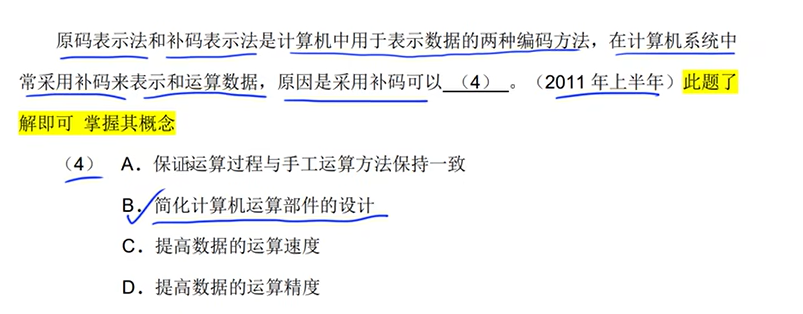 原码表示法和补码表示法是计算机中用于表示数据的两种编码方法，在计算机系统中
常采用补码来表示和运算数据，原因是采用补码可以 （4） 。（2011 年上半年）此题了
解即可 掌握其概念
（4） A．保证运算过程与手工运算方法保持一致
B．简化计算机运算部件的设计
C．提高数据的运算速度
D．提高数据的运算精度